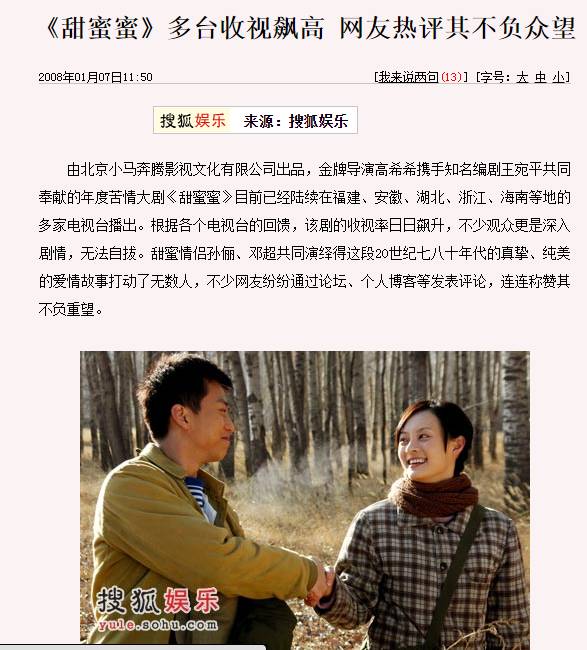 《甜蜜蜜》多台收视飙高 网友热评其不负众望
2008年01月07日11:50 [我来说两句(13)] [字号：大 中 小]
搜狐娱乐 来源：搜狐娱乐
由北京小马奔腾影视文化有限公司出品，金牌导演高希希携手知名编剧王宛平共同
奉献的年度苦情大剧《甜蜜蜜》目前已经陆续在福建、安徽、湖北、浙江、海南等地的
多家电视台播出。根据各个电视台的回馈，该剧的收视率日日飙升，不少观众更是深入
剧情，无法自拔。甜蜜情侣孙俪、邓超共同演绎得这段20世纪七八十年代的真挚、纯美
的爱情故事打动了无数人，不少网友纷纷通过论坛、个人博客等发表评论，连连称赞其
不负重望。
搜狐娱乐
yule.sohu.com